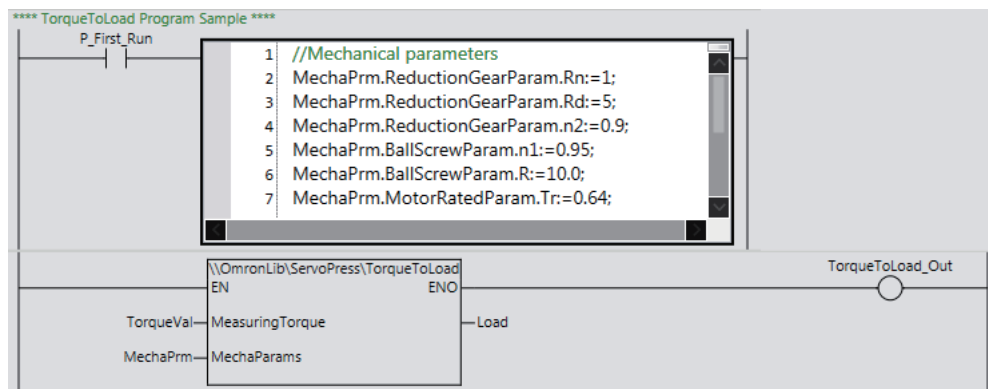 **** TorqueToLoad Program Sample ****
P_First_Run
1 //Mechanical parameters
2 MechaPrm.ReductionGearParam.Rn:=1;
3 MechaPrm.ReductionGearParam.Rd:=5;
4 MechaPrm.ReductionGearParam.n2:=0.9;
5 MechaPrm.BallScrewParam.n1:=0.95;
6 MechaPrm.BallScrewParam.R:=10.0;
7 MechaPrm.MotorRatedParam.Tr:=0.64;
\\OmronLib\ServoPress\TorqueToLoad
EN ENO
TorqueToLoad_Out
TorqueVal MeasuringTorque Load
MechaPrm MechaParams